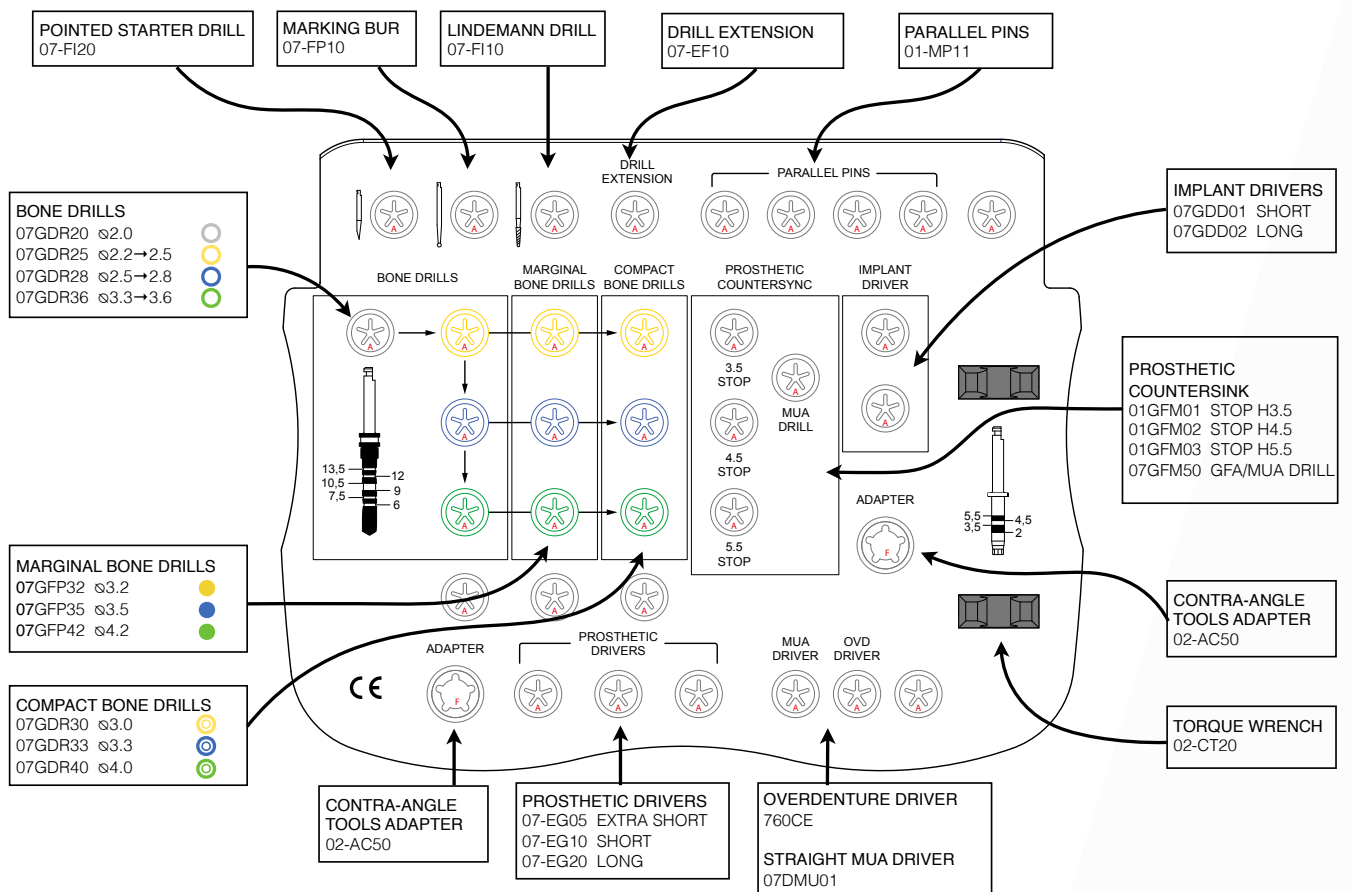 POINTED STARTER DRILL
07-FI20
MARKING BUR
07-FP10
LINDEMANN DRILL
07-FI10
DRILL EXTENSION
07-EF10
PARALLEL PINS
01-MP11
BONE DRILLS
07GDR20 ⦰2.0
07GDR25 ⦰2.2→2.5
07GDR28 ⦰2.5→2.8
07GDR36 ⦰3.3→3.6
MARGINAL BONE DRILLS
07GFP32 ⦰3.2
07GFP35 ⦰3.5
07GFP42 ⦰4.2
COMPACT BONE DRILLS
07GDR30 ⦰3.0
07GDR33 ⦰3.3
07GDR40 ⦰4.0
DRILL
EXTENSION
PARALLEL PINS
A A A A A A A A A
BONE DRILLS
MARGINAL
BONE DRILLS
COMPACT
BONE DRILLS
PROSTHETIC
COUNTERSYNC
IMPLANT
DRIVER
A A A A A A
3.5
STOP
A
MUA
DRILL
A A A A A
4.5
STOP
A A A A
5.5
STOP
13,5
12
10,5
9
7,5
6
ADAPTER
F
5,5
4,5
3,5
2
A A A
ADAPTER
F
PROSTHETIC
DRIVERS
A A A
MUA
DRIVER
OVD
DRIVER
A A A
CE
IMPLANT DRIVERS
07GDD01 SHORT
07GDD02 LONG
PROSTHETIC
COUNTERSINK
01GFM01 STOP H3.5
01GFM02 STOP H4.5
01GFM03 STOP H5.5
07GFM50 GFA/MUA DRILL
CONTRA-ANGLE
TOOLS ADAPTER
02-AC50
TORQUE WRENCH
02-CT20
CONTRA-ANGLE
TOOLS ADAPTER
02-AC50
PROSTHETIC DRIVERS
07-EG05 EXTRA SHORT
07-EG10 SHORT
07-EG20 LONG
OVERDENTURE DRIVER
760CE
STRAIGHT MUA DRIVER
07DMU01